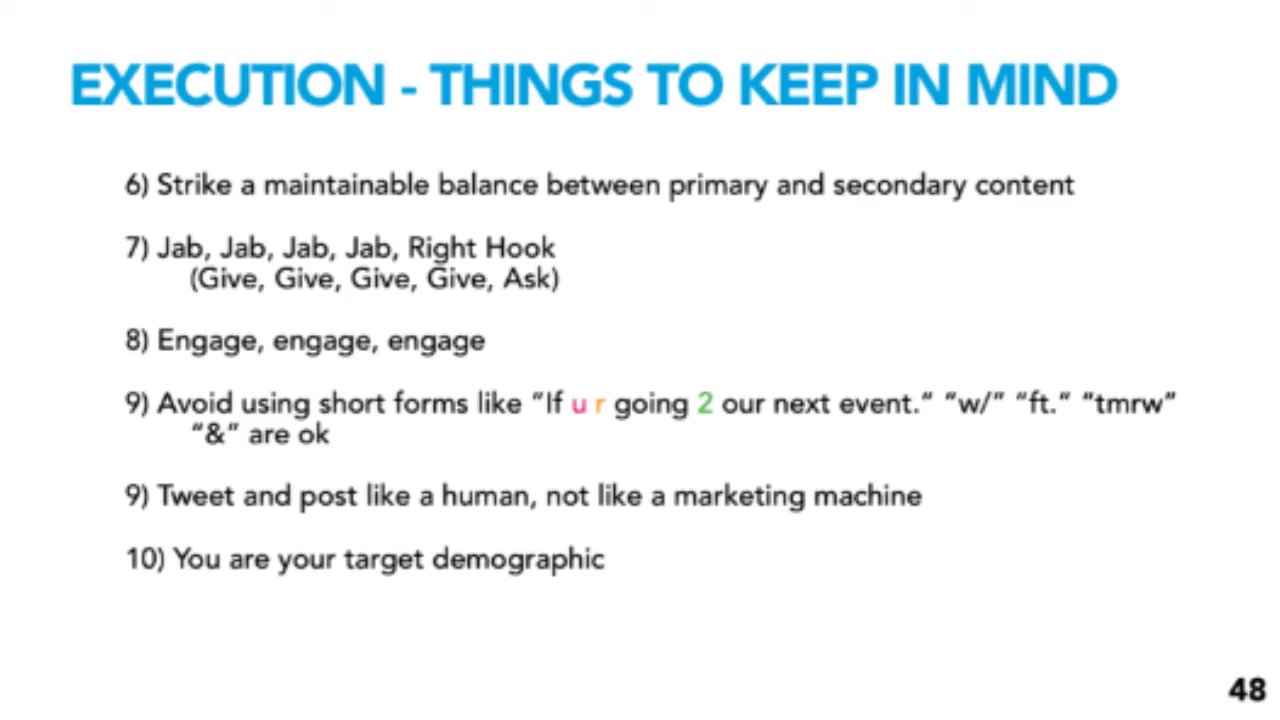 EXECUTION - THINGS TO KEEP IN MIND
6) Strike a maintainable balance between primary and secondary content
7) Jab, Jab, Jab, Jab, Right Hook
(Give, Give, Give, Give, Ask)
8) Engage, engage, engage
9) Avoid using short forms like "If u r going 2 our next event." "w/" "ft." "tmrw"
"&" are ok
9) Tweet and post like a human, not like a marketing machine
10) You are your target demographic
48